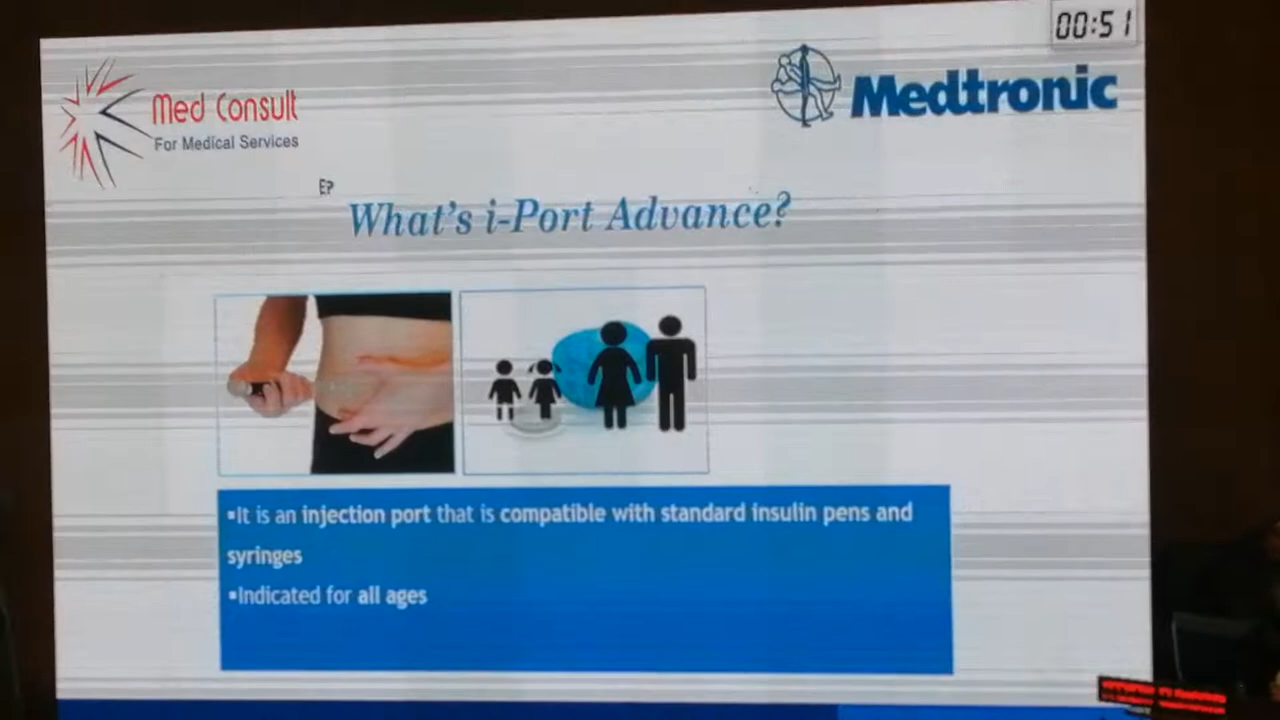 00:51
Med Consult
For Medical Services
Medtronic
E?
What's i-Port Advance?
▪It is an injection port that is compatible with standard insulin pens and
syringes
▪Indicated for all ages